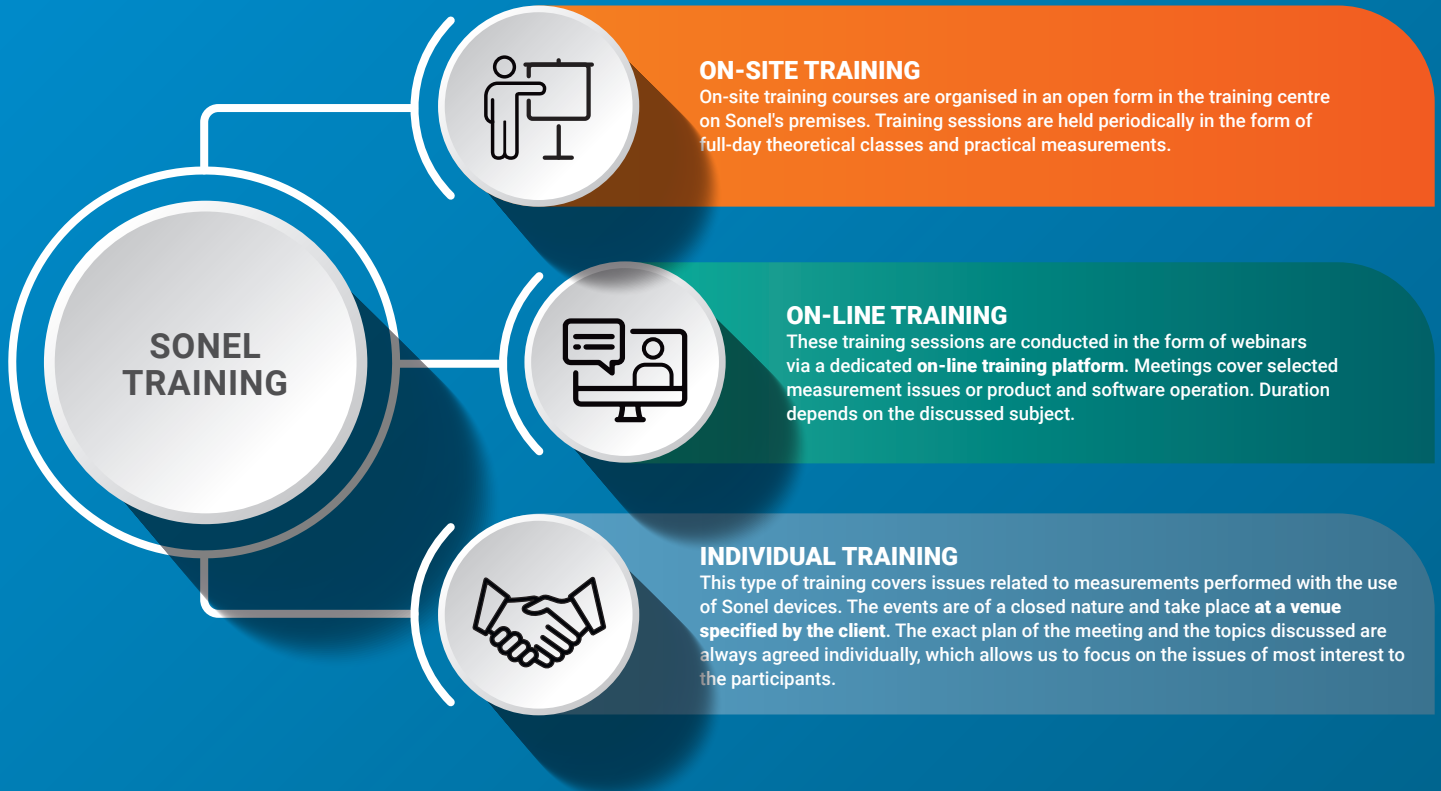 SONEL
TRAINING
ON-SITE TRAINING
On-site training courses are organised in an open form in the training centre
on Sonel's premises. Training sessions are held periodically in the form of
full-day theoretical classes and practical measurements.
ON-LINE TRAINING
These training sessions are conducted in the form of webinars
via a dedicated on-line training platform. Meetings cover selected
measurement issues or product and software operation. Duration
depends on the discussed subject.
INDIVIDUAL TRAINING
This type of training covers issues related to measurements performed with the use
of Sonel devices. The events are of a closed nature and take place at a venue
specified by the client. The exact plan of the meeting and the topics discussed are
always agreed individually, which allows us to focus on the issues of most interest to
the participants.